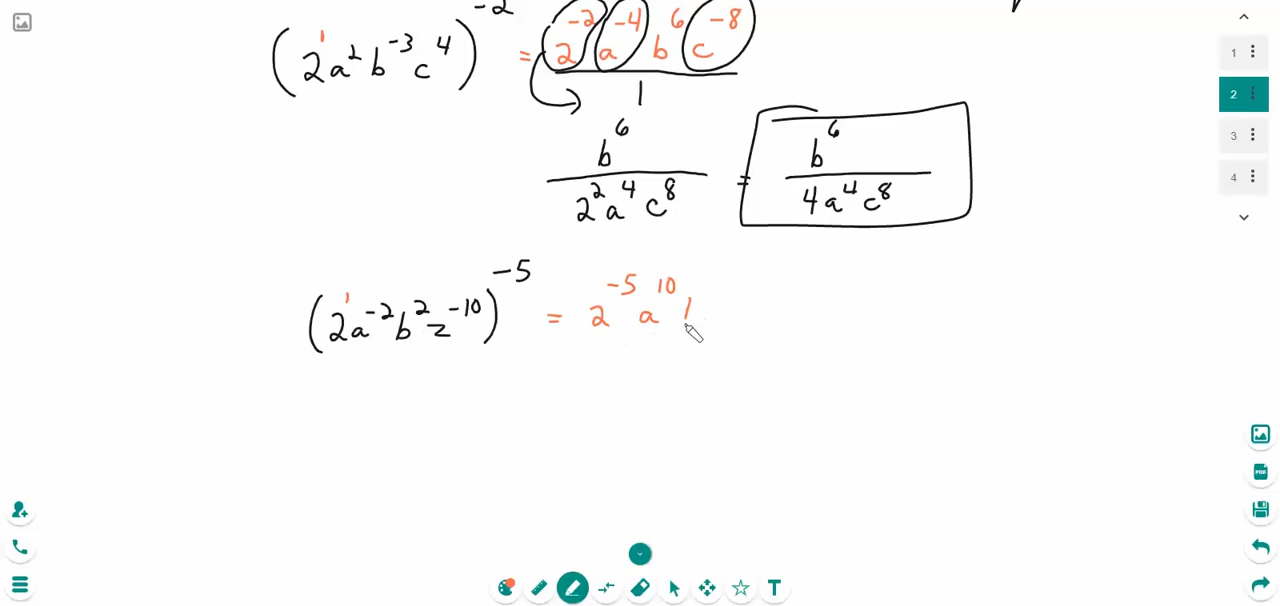 (2¹a²b⁻³c⁴)⁻² = 2⁻²a⁻⁴b⁶c⁻⁸ / 1
b⁶ / 2²a⁴c⁸ = b⁶ / 4a⁴c⁸
(2¹a⁻²b²z⁻¹⁰)⁻⁵ = 2⁻⁵a¹⁰
1
2
3
4
PDF
T